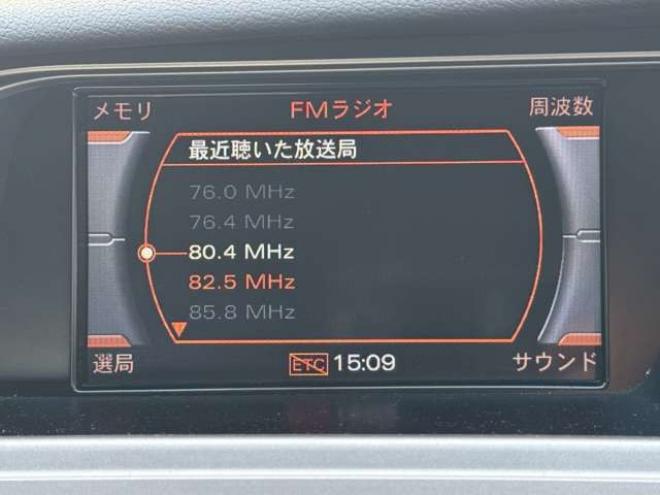 メモリ FMラジオ 周波数
最近聴いた放送局
76.0 MHz
76.4 MHz
80.4 MHz
82.5 MHz
85.8 MHz
選局 ETC 15:09 サウンド